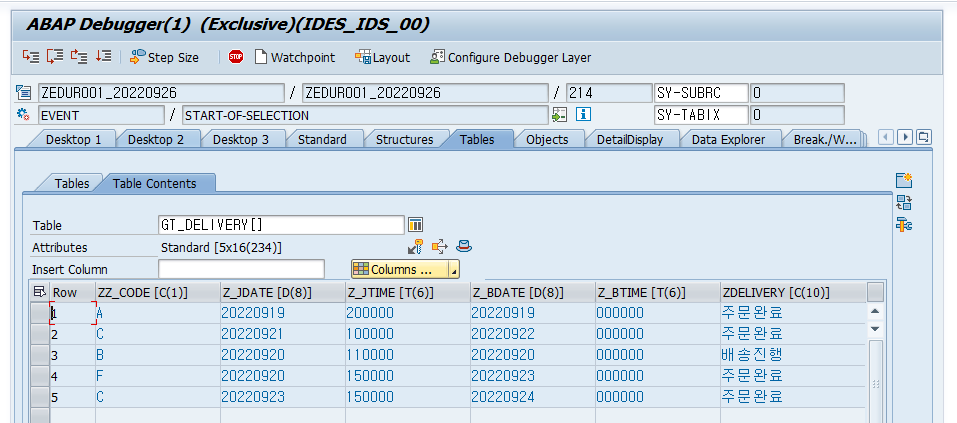 ABAP Debugger(1) (Exclusive)(IDES_IDS_00)
Step Size STOP Watchpoint Layout Configure Debugger Layer
ZEDUR001_20220926 / ZEDUR001_20220926 / 214 SY-SUBRC 0
EVENT / START-OF-SELECTION SY-TABIX 0
Desktop 1 Desktop 2 Desktop 3 Standard Structures Tables Objects DetailDisplay Data Explorer Break./W...
Tables Table Contents
Table GT_DELIVERY[]
Attributes Standard [5x16(234)]
Insert Column Columns ...
Row ZZ_CODE [C(1)] Z_JDATE [D(8)] Z_JTIME [T(6)] Z_BDATE [D(8)] Z_BTIME [T(6)] ZDELIVERY [C(10)]
1 A 20220919 200000 20220919 000000 주문완료
2 C 20220921 100000 20220922 000000 주문완료
3 B 20220920 110000 20220920 000000 배송진행
4 F 20220920 150000 20220923 000000 주문완료
5 C 20220923 150000 20220924 000000 주문완료